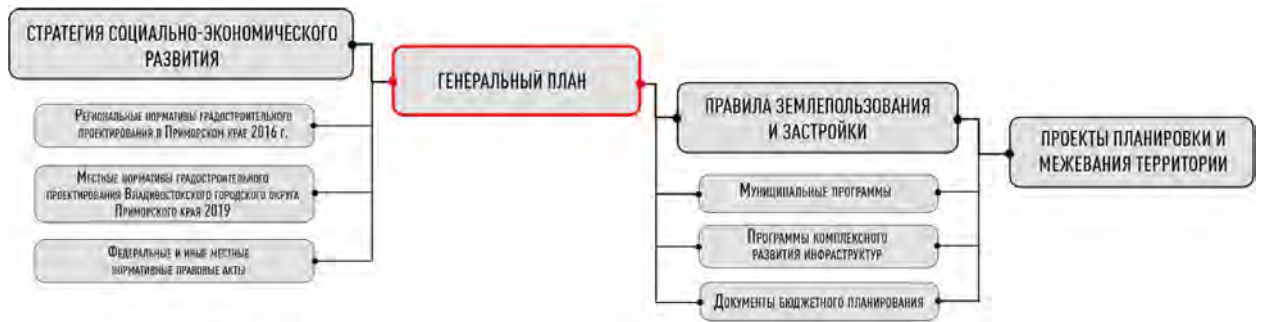 СТРАТЕГИЯ СОЦИАЛЬНО-ЭКОНОМИЧЕСКОГО
РАЗВИТИЯ
Региональные нормативы градостроительного
проектирования в Приморском крае 2016 г.
Местные нормативы градостроительного
проектирования Владивостокского городского округа
Приморского края 2019
Федеральные и иные местные
нормативные правовые акты
ГЕНЕРАЛЬНЫЙ ПЛАН
ПРАВИЛА ЗЕМЛЕПОЛЬЗОВАНИЯ
И ЗАСТРОЙКИ
Муниципальные программы
Программы комплексного
развития инфраструктур
Документы бюджетного планирования
ПРОЕКТЫ ПЛАНИРОВКИ И
МЕЖЕВАНИЯ ТЕРРИТОРИИ